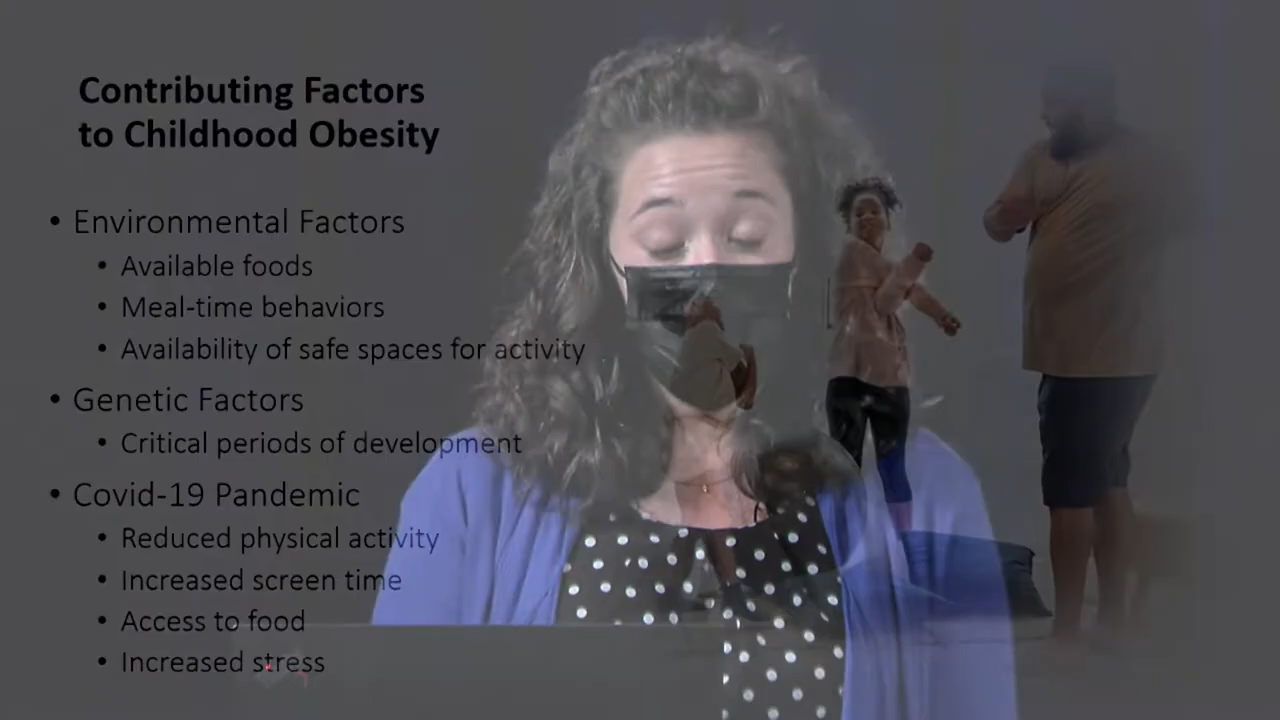 Contributing Factors
to Childhood Obesity
• Environmental Factors
• Available foods
• Meal-time behaviors
• Availability of safe spaces for activity
• Genetic Factors
• Critical periods of development
• Covid-19 Pandemic
• Reduced physical activity
• Increased screen time
• Access to food
• Increased stress